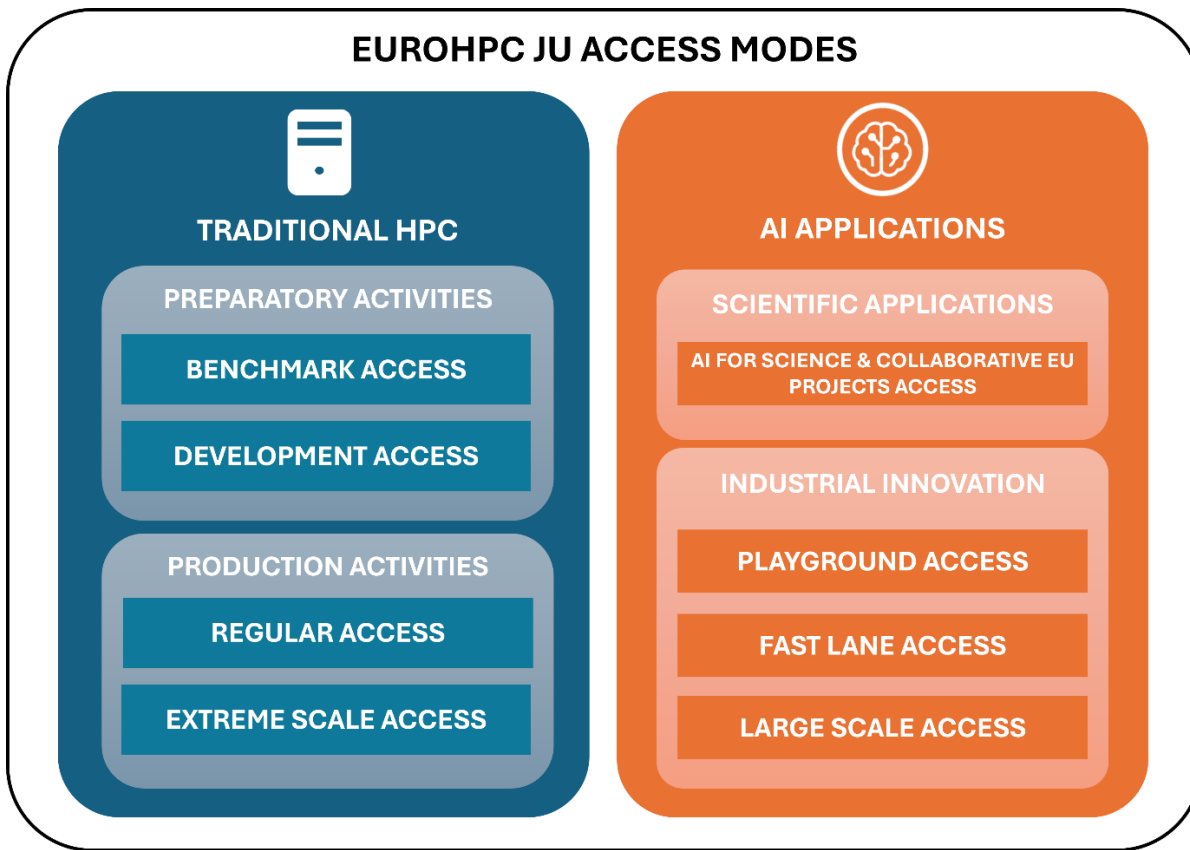 EUROHPC JU ACCESS MODES
TRADITIONAL HPC
PREPARATORY ACTIVITIES
BENCHMARK ACCESS
DEVELOPMENT ACCESS
PRODUCTION ACTIVITIES
REGULAR ACCESS
EXTREME SCALE ACCESS
AI APPLICATIONS
SCIENTIFIC APPLICATIONS
AI FOR SCIENCE & COLLABORATIVE EU
PROJECTS ACCESS
INDUSTRIAL INNOVATION
PLAYGROUND ACCESS
FAST LANE ACCESS
LARGE SCALE ACCESS